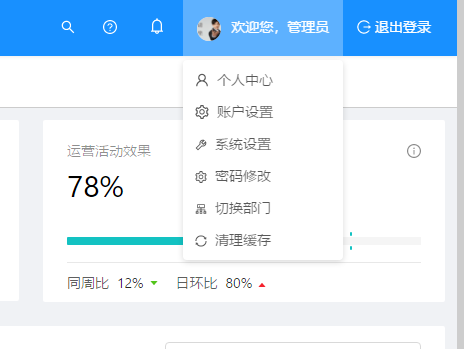 欢迎您，管理员 退出登录
个人中心
账户设置
系统设置
密码修改
切换部门
清理缓存
运营活动效果
78%
同周比 12% 日环比 80%